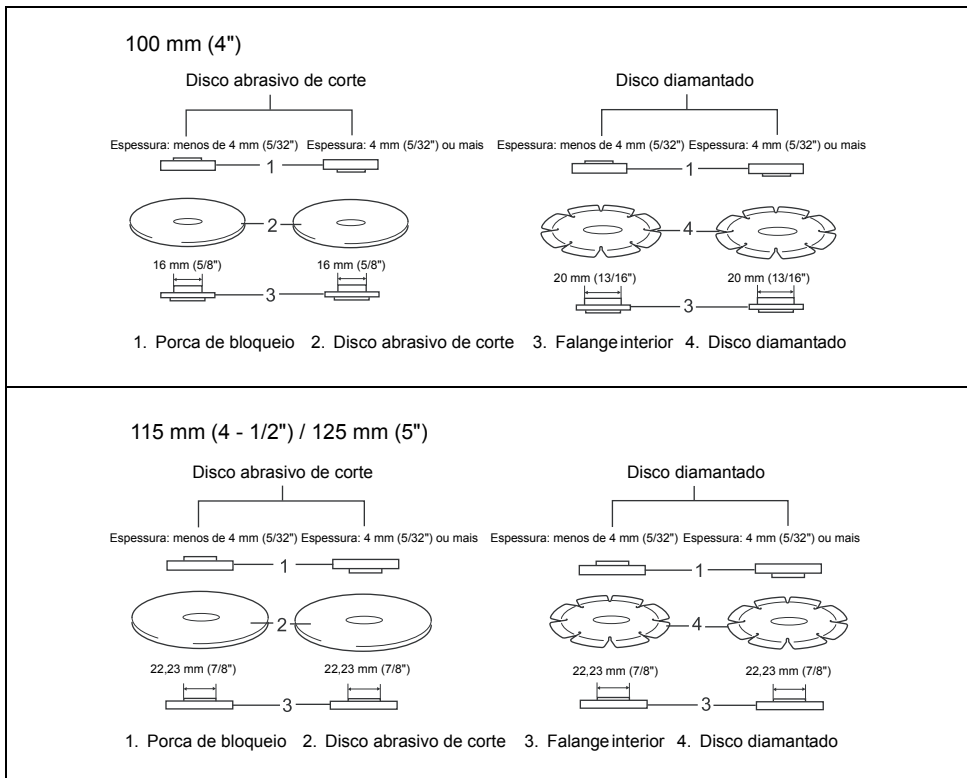 100 mm (4")
Disco abrasivo de corte Disco diamantado
Espessura: menos de 4 mm (5/32") Espessura: 4 mm (5/32") ou mais Espessura: menos de 4 mm (5/32") Espessura: 4 mm (5/32") ou mais
1 1
2 4
16 mm (5/8") 16 mm (5/8") 20 mm (13/16") 20 mm (13/16")
3 3
1. Porca de bloqueio 2. Disco abrasivo de corte 3. Falange interior 4. Disco diamantado
115 mm (4 - 1/2") / 125 mm (5")
Disco abrasivo de corte Disco diamantado
Espessura: menos de 4 mm (5/32") Espessura: 4 mm (5/32") ou mais Espessura: menos de 4 mm (5/32") Espessura: 4 mm (5/32") ou mais
1 1
2 4
22,23 mm (7/8") 22,23 mm (7/8") 22,23 mm (7/8") 22,23 mm (7/8")
3 3
1. Porca de bloqueio 2. Disco abrasivo de corte 3. Falange interior 4. Disco diamantado